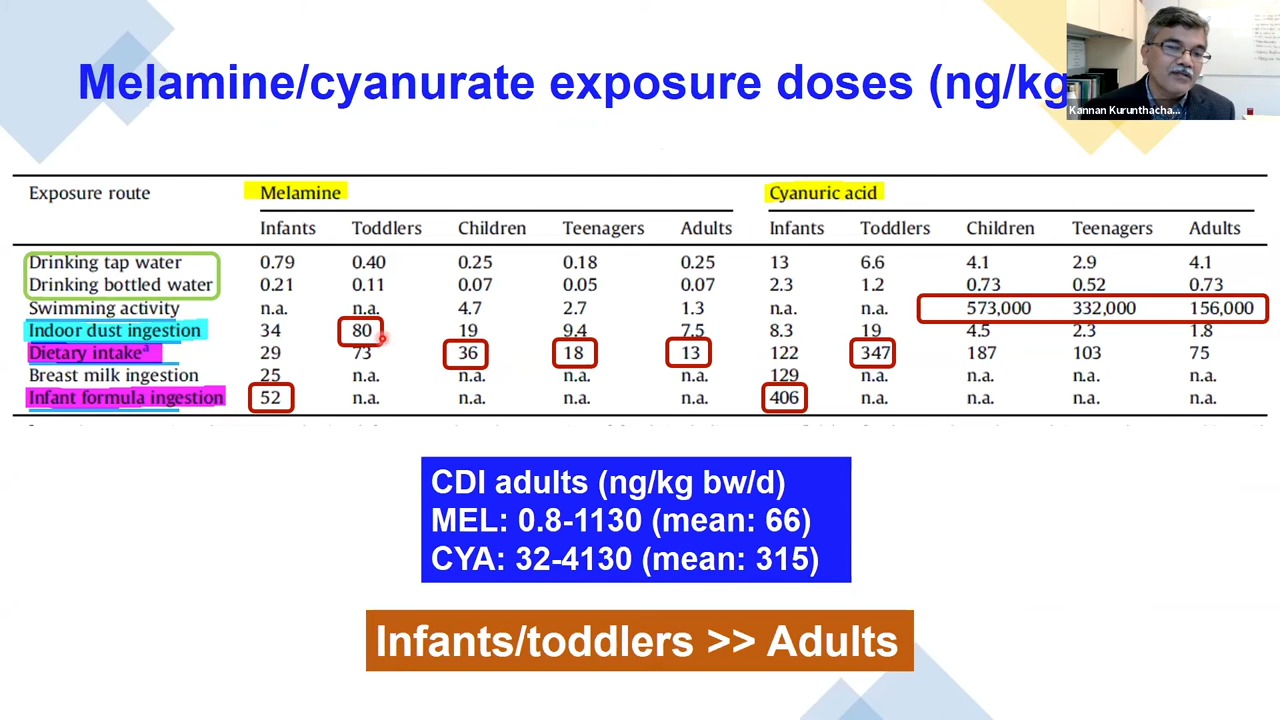 Melamine/cyanurate exposure doses (ng/kg
Kannan Kurunthacha...
Exposure route Melamine Cyanuric acid
Infants Toddlers Children Teenagers Adults Infants Toddlers Children Teenagers Adults
Drinking tap water 0.79 0.40 0.25 0.18 0.25 13 6.6 4.1 2.9 4.1
Drinking bottled water 0.21 0.11 0.07 0.05 0.07 2.3 1.2 0.73 0.52 0.73
Swimming activity n.a. n.a. 4.7 2.7 1.3 n.a. n.a. 573,000 332,000 156,000
Indoor dust ingestion 34 80 19 9.4 7.5 8.3 19 4.5 2.3 1.8
Dietary intakeᵃ 29 73 36 18 13 122 347 187 103 75
Breast milk ingestion 25 n.a. n.a. n.a. n.a. 129 n.a. n.a. n.a. n.a.
Infant formula ingestion 52 n.a. n.a. n.a. n.a. 406 n.a. n.a. n.a. n.a.
CDI adults (ng/kg bw/d)
MEL: 0.8-1130 (mean: 66)
CYA: 32-4130 (mean: 315)
Infants/toddlers >> Adults